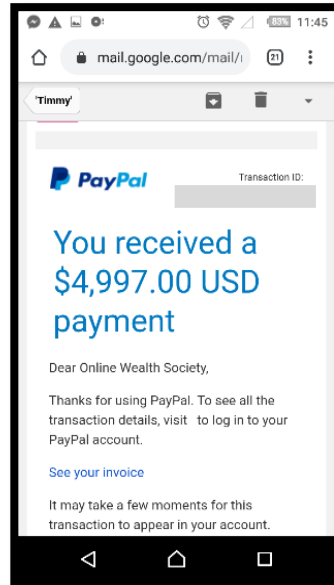 83% 11:45
mail.google.com/mail/ 21
'Timmy'
PayPal
Transaction ID:
You received a
$4,997.00 USD
payment
Dear Online Wealth Society,
Thanks for using PayPal. To see all the
transaction details, visit to log in to your
PayPal account.
See your invoice
It may take a few moments for this
transaction to appear in your account.